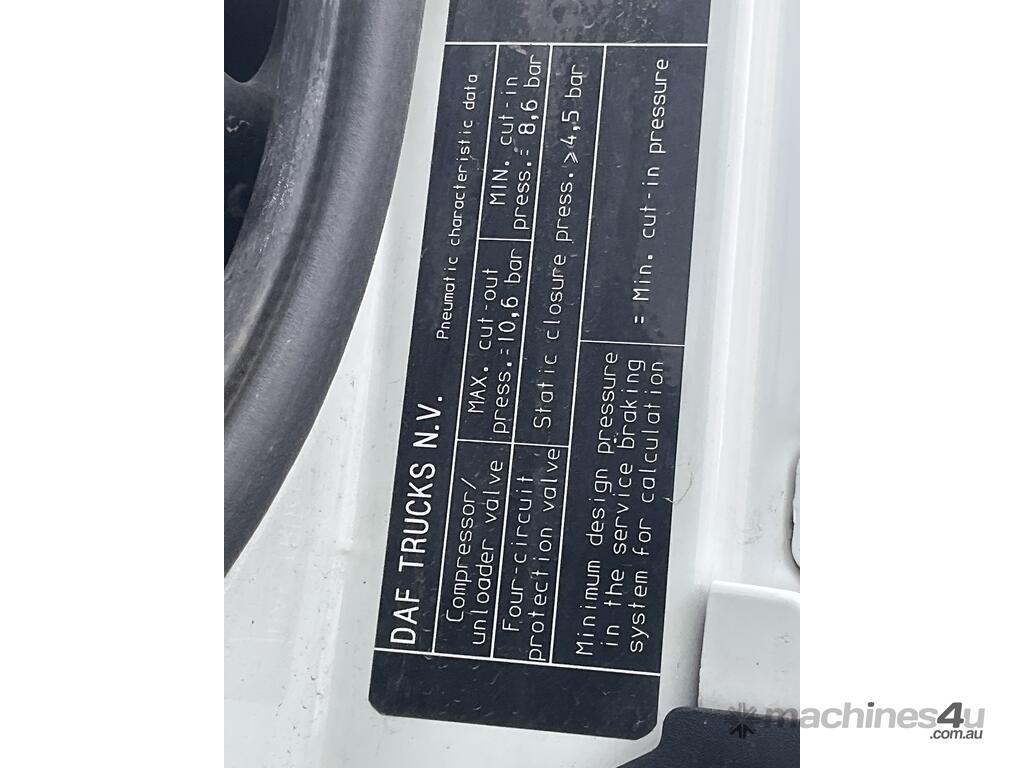 DAF TRUCKS N.V. Pneumatic characteristic data
Compressor/
unloader valve
MAX. cut-out
press.=10,6 bar
MIN. cut-in
press.= 8,6 bar
Four-circuit
protection valve
Static closure press. ≥4,5 bar
Minimum design pressure
in the service braking
system for calculation
= Min. cut-in pressure
machines4u
.com.au